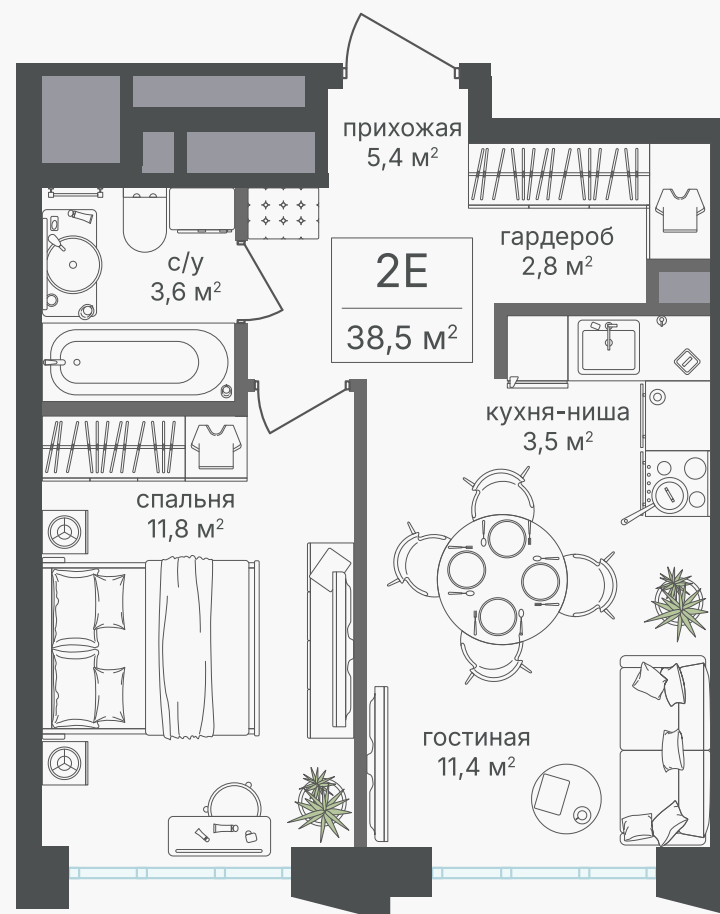 прихожая
5,4 м²
гардероб
2,8 м²
с/у
3,6 м²
2Е
38,5 м²
кухня-ниша
3,5 м²
спальня
11,8 м²
гостиная
11,4 м²